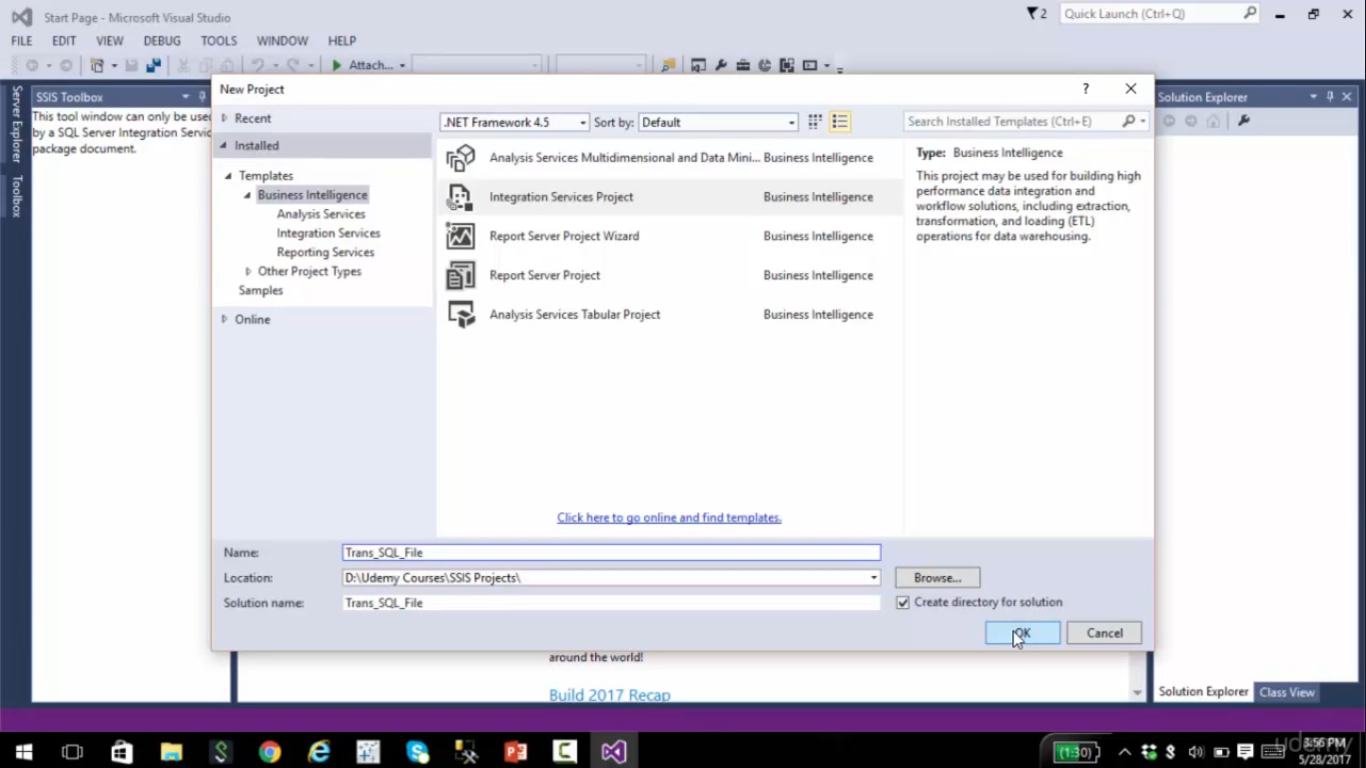 Start Page - Microsoft Visual Studio
2
Quick Launch (Ctrl+Q)
FILE EDIT VIEW DEBUG TOOLS WINDOW HELP
Attach...
Server Explorer
Toolbox
SSIS Toolbox
This tool window can only be use
by a SQL Server Integration Servic
package document.
New Project
?
Recent
Installed
Templates
Business Intelligence
Analysis Services
Integration Services
Reporting Services
Other Project Types
Samples
Online
.NET Framework 4.5
Sort by: Default
Search Installed Templates (Ctrl+E)
Analysis Services Multidimensional and Data Mini... Business Intelligence
Integration Services Project Business Intelligence
Report Server Project Wizard Business Intelligence
Report Server Project Business Intelligence
Analysis Services Tabular Project Business Intelligence
Type: Business Intelligence
This project may be used for building high
performance data integration and
workflow solutions, including extraction,
transformation, and loading (ETL)
operations for data warehousing.
Click here to go online and find templates.
Name: Trans_SQL_File
Location: D:\Udemy Courses\SSIS Projects\
Browse...
Solution name: Trans_SQL_File
Create directory for solution
OK Cancel
around the world!
Build 2017 Recap
Solution Explorer
Solution Explorer Class View
(1:30)
udemy
3:56 PM
5/28/2017